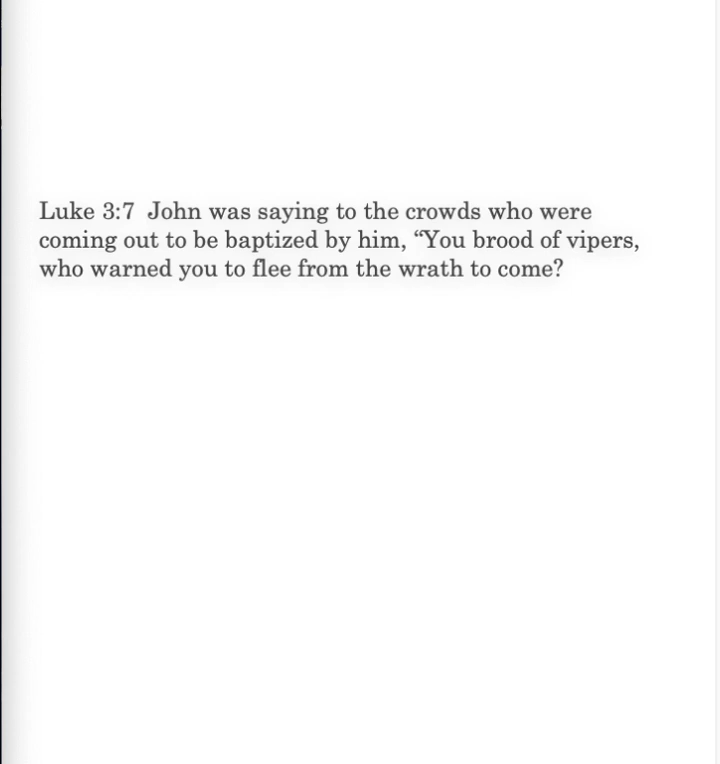 Luke 3:7  John was saying to the crowds who were
coming out to be baptized by him, “You brood of vipers,
who warned you to flee from the wrath to come?